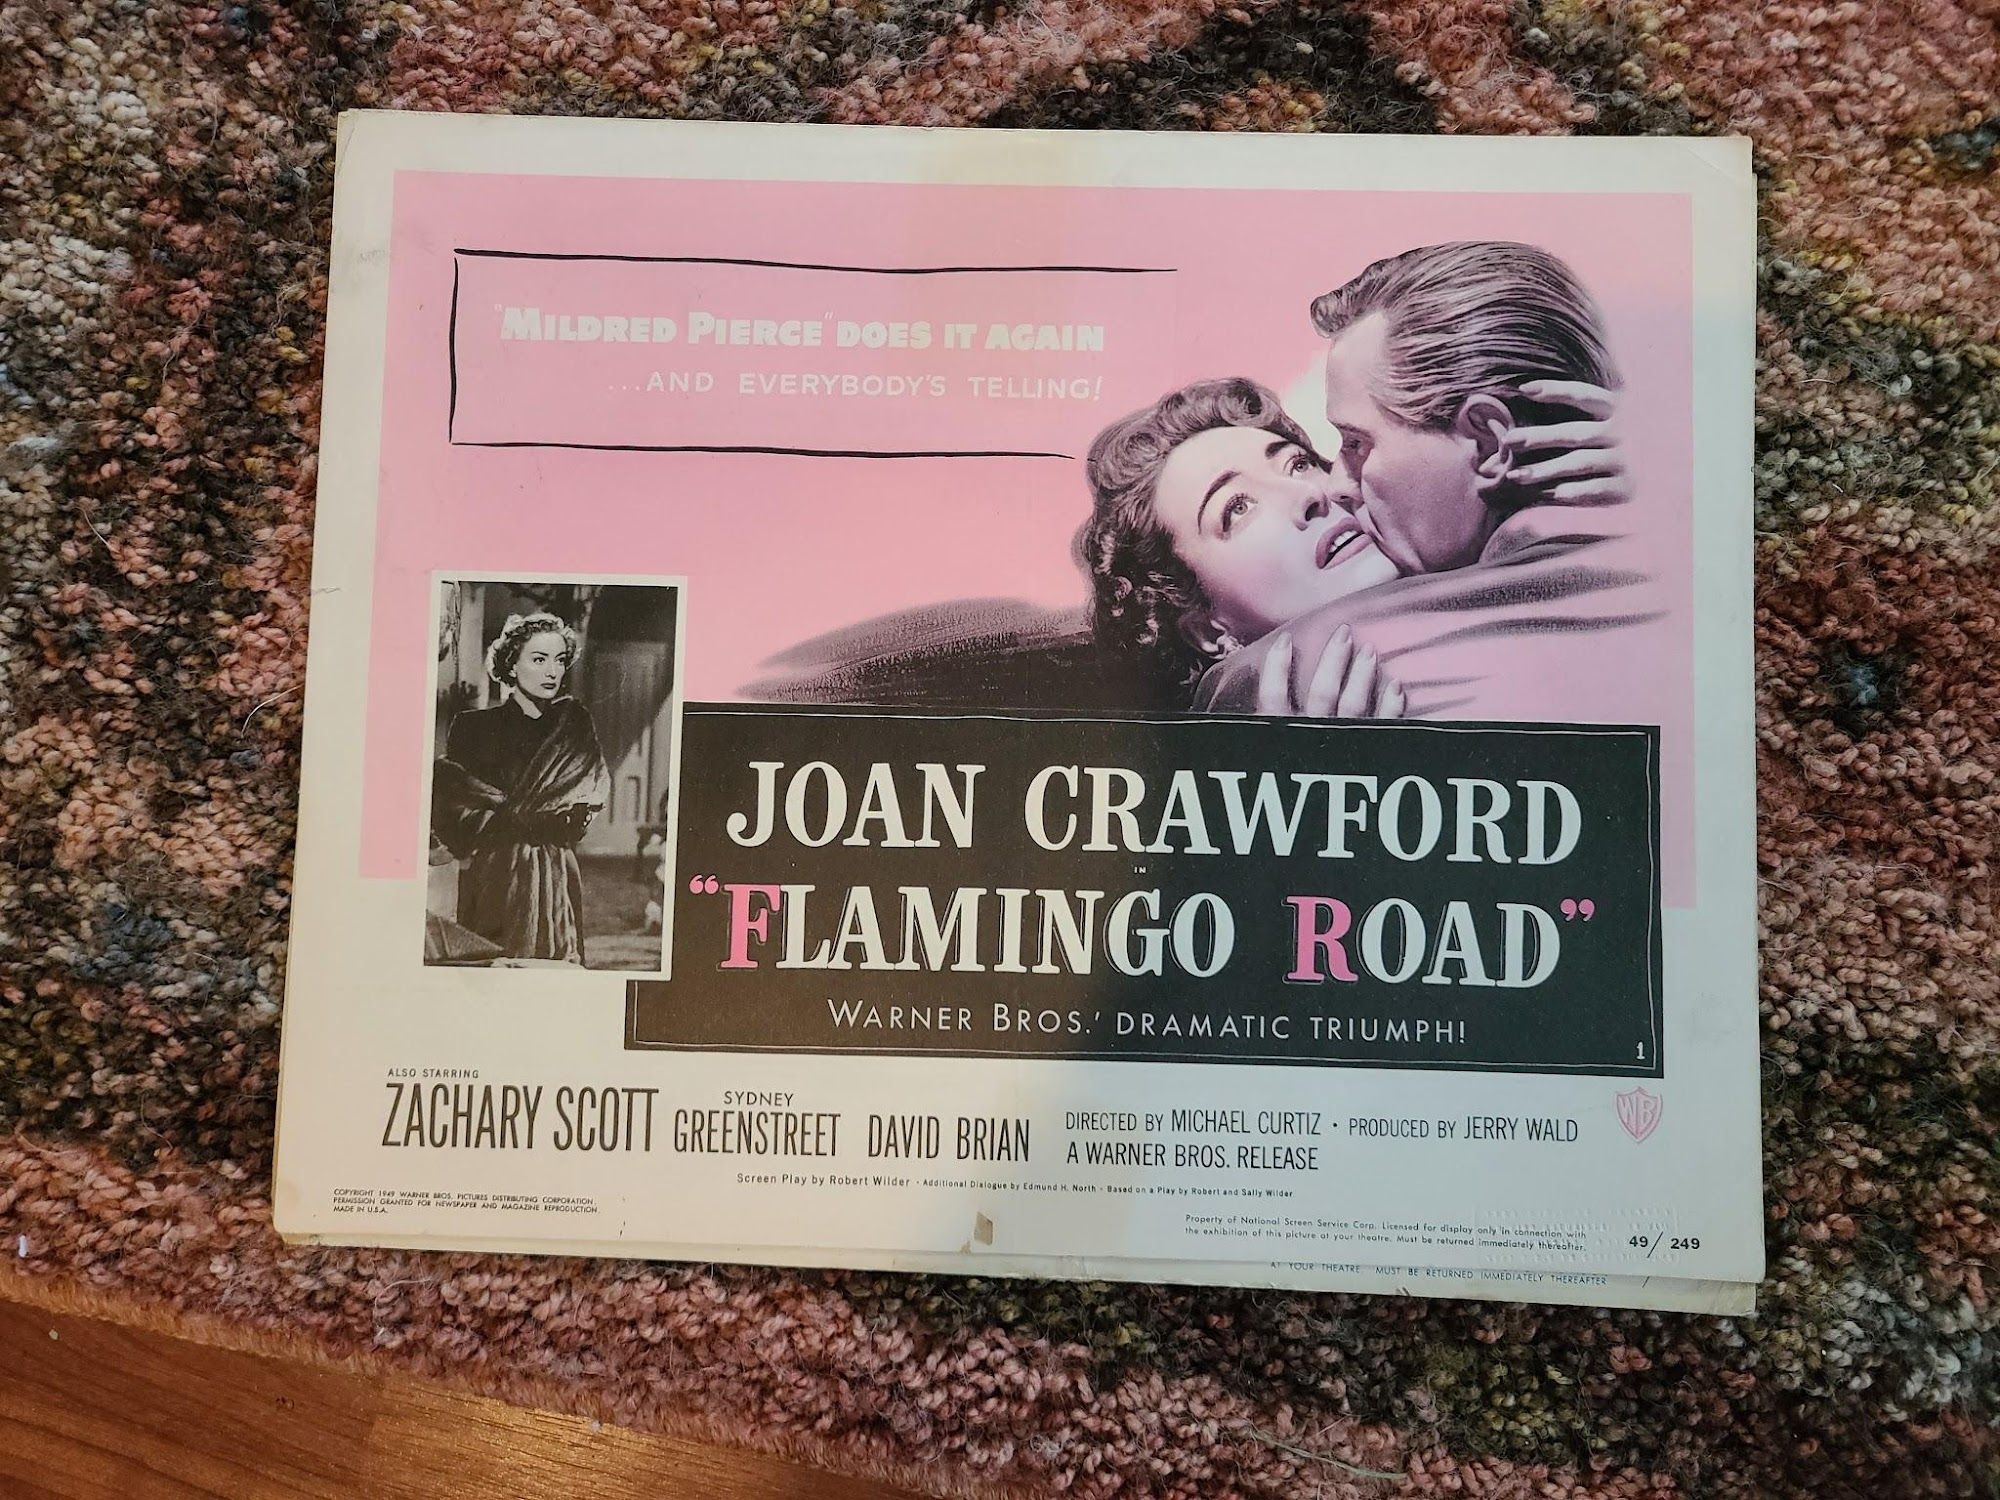 "MILDRED PIERCE" DOES IT AGAIN
...AND EVERYBODY'S TELLING!
JOAN CRAWFORD
IN
"FLAMINGO ROAD"
WARNER BROS.' DRAMATIC TRIUMPH!
1
ALSO STARRING
ZACHARY SCOTT
SYDNEY
GREENSTREET
DAVID BRIAN
DIRECTED BY MICHAEL CURTIZ • PRODUCED BY JERRY WALD
A WARNER BROS. RELEASE
WB
Screen Play by Robert Wilder • Additional Dialogue by Edmund H. North • Based on a Play by Robert and Sally Wilder
COPYRIGHT 1949 WARNER BROS. PICTURES DISTRIBUTING CORPORATION.
PERMISSION GRANTED FOR NEWSPAPER AND MAGAZINE REPRODUCTION.
MADE IN U.S.A.
Property of National Screen Service Corp. Licensed for display only in connection with
the exhibition of this picture at your theatre. Must be returned immediately thereafter.
49/249
AT YOUR THEATRE. MUST BE RETURNED IMMEDIATELY THEREAFTER